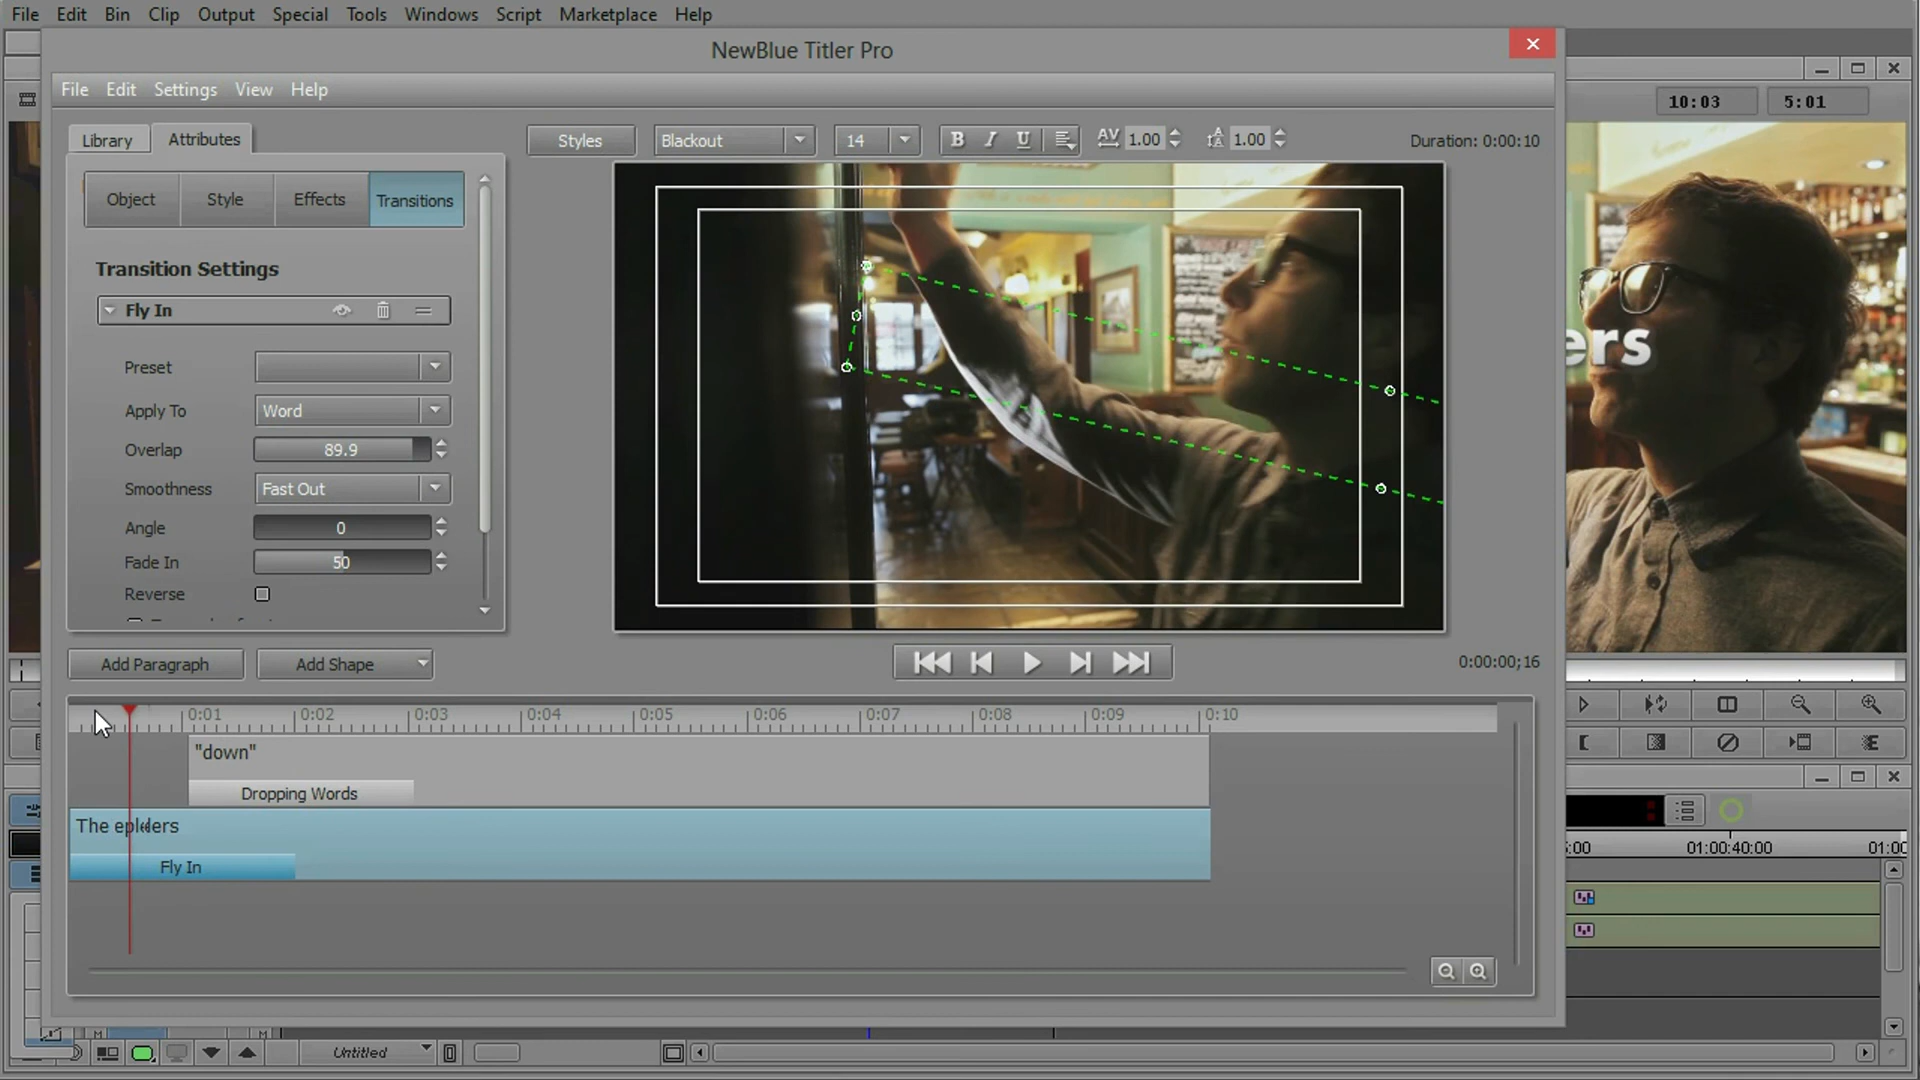 File Edit Bin Clip Output Special Tools Windows Script Marketplace Help
NewBlue Titler Pro
File Edit Settings View Help
10:03 5:01
Library Attributes
Styles Blackout 14 B I U AV 1.00 1.00 Duration: 0:00:10
Object Style Effects Transitions
Transition Settings
Fly In
Preset
Apply To Word
Overlap 89.9
Smoothness Fast Out
Angle 0
Fade In 50
Reverse
ers
Add Paragraph Add Shape
0:00:00;16
0:01 0:02 0:03 0:04 0:05 0:06 0:07 0:08 0:09 0:10
"down"
Dropping Words
Fly In
01:00:40:00
Untitled